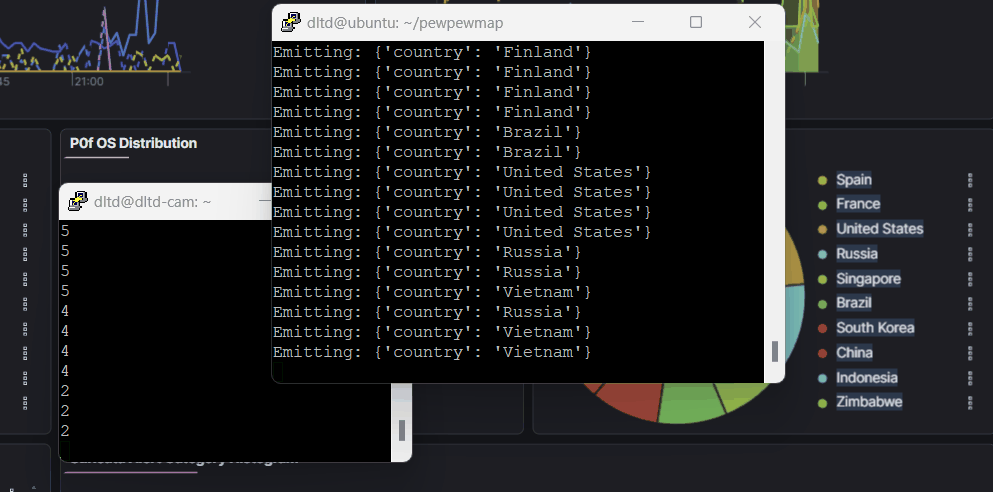 dltd@ubuntu: ~/pewpewmap
Emitting: {'country': 'Finland'}
Emitting: {'country': 'Finland'}
Emitting: {'country': 'Finland'}
Emitting: {'country': 'Finland'}
Emitting: {'country': 'Brazil'}
Emitting: {'country': 'Brazil'}
Emitting: {'country': 'United States'}
Emitting: {'country': 'United States'}
Emitting: {'country': 'United States'}
Emitting: {'country': 'United States'}
Emitting: {'country': 'Russia'}
Emitting: {'country': 'Russia'}
Emitting: {'country': 'Vietnam'}
Emitting: {'country': 'Russia'}
Emitting: {'country': 'Vietnam'}
Emitting: {'country': 'Vietnam'}
45
21:00
P0f OS Distribution
dltd@dltd-cam: ~
5
5
5
5
4
4
4
4
2
2
2
Spain
France
United States
Russia
Singapore
Brazil
South Korea
China
Indonesia
Zimbabwe